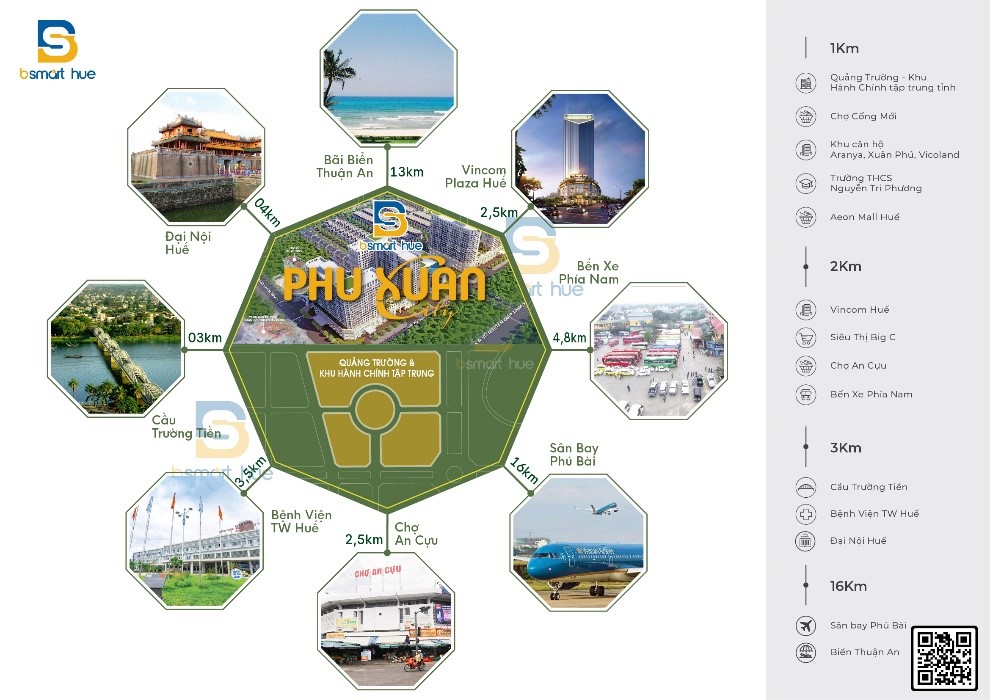 bsmart hue
Bãi Biển
Thuận An
13km
Vincom
Plaza Huế
2,5km
04km
Đại Nội
Huế
bsmart hue
PHU XUÂN
City
Bến Xe
Phía Nam
rt hue
03km
4,8km
bsmart hue
QUẢNG TRƯỜNG &
KHU HÀNH CHÍNH TẬP TRUNG
Cầu
Trường Tiền
bsmart hue
3,5km
16km
Sân Bay
Phú Bài
Bệnh Viện
TW Huế
2,5km
Chợ
An Cựu
CHỢ AN CỰU
1Km
Quảng Trường - Khu
Hành Chính tập trung tỉnh
Chợ Cống Mới
Khu căn hộ
Aranya, Xuân Phú, Vicoland
Trường THCS
Nguyễn Tri Phương
Aeon Mall Huế
2Km
Vincom Huế
Siêu Thị Big C
Chợ An Cựu
Bến Xe Phía Nam
3Km
Cầu Trường Tiền
Bệnh Viện TW Huế
Đại Nội Huế
16Km
Sân bay Phú Bài
Biển Thuận An